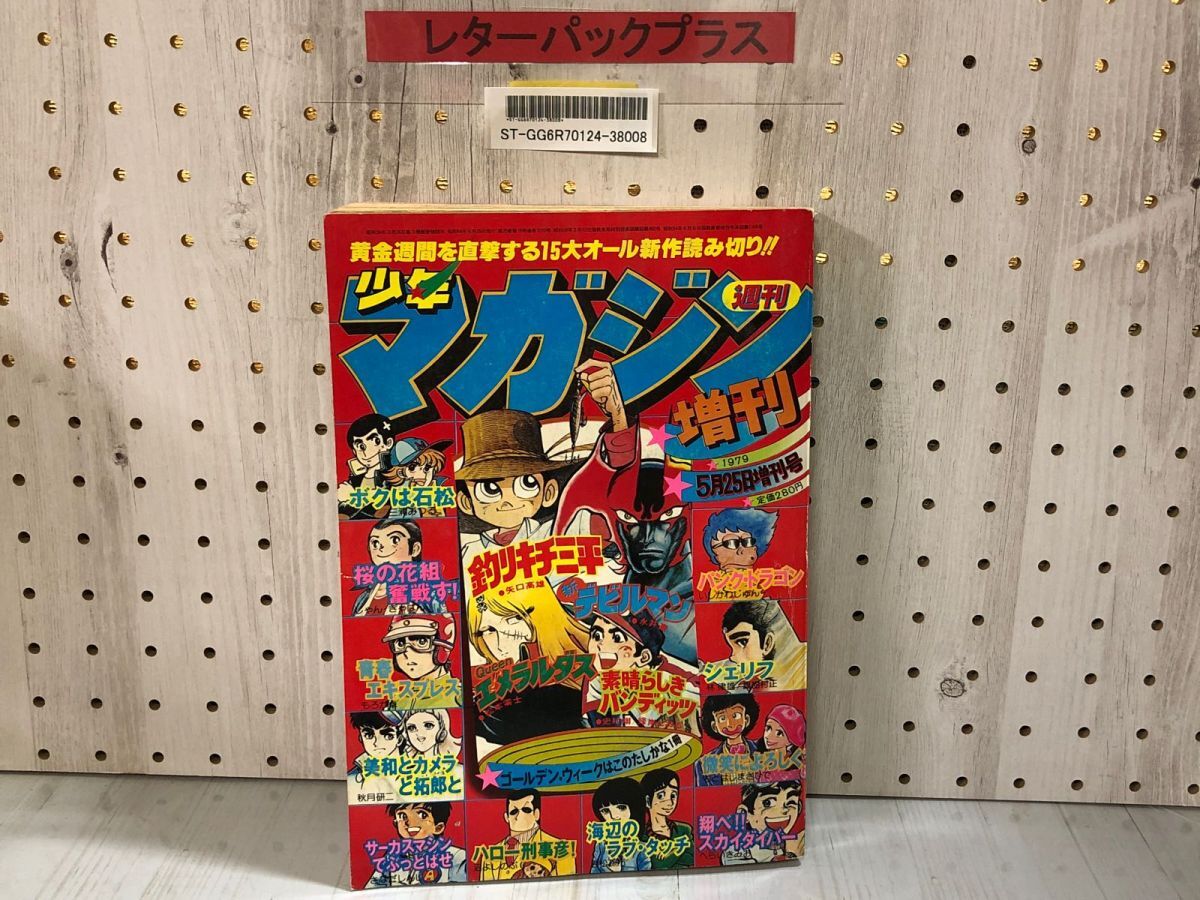 レターパックプラス
ST-GG6R70124-38008
黄金週間を直撃する15大オール新作読み切り!!
少年
週刊
マガジン
増刊
1979
5月25日増刊号
定価280円
ボクは石松
桜の花組
奮戦す!
青春
エキスプレス
美和とカメラ
と拓郎と
秋月研二
釣りキチ三平
●矢口高雄
新デビルマン
Queen
エメラルダス
素晴らしき
バンディッツ
★ゴールデン・ウィークはこのたしかな1冊
パンク・ドラゴン
シェリフ
微笑によろしく
サーカスマシン
でぶっとばせ
ハロー刑事彦!
海辺の
ラブ・タッチ
翔べ!!
スカイダイバー